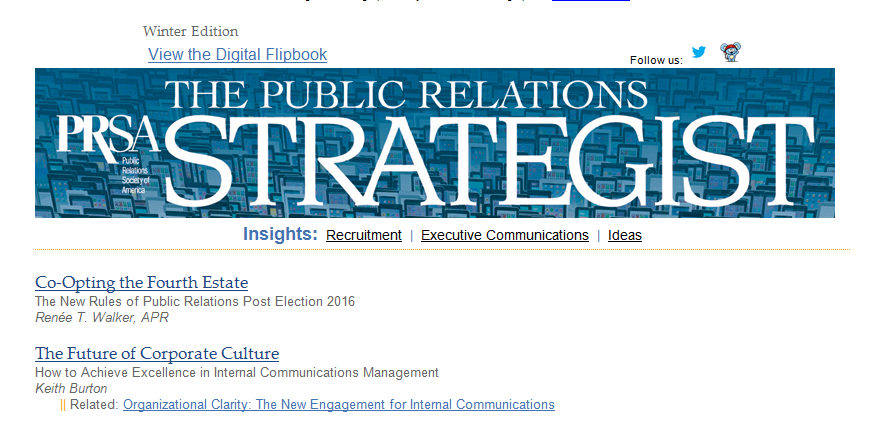 Winter Edition
View the Digital Flipbook
Follow us:
THE PUBLIC RELATIONS
PRSA
STRATEGIST
Public
Relations
Society of
America
Insights: Recruitment | Executive Communications | Ideas
Co-Opting the Fourth Estate
The New Rules of Public Relations Post Election 2016
Renée T. Walker, APR
The Future of Corporate Culture
How to Achieve Excellence in Internal Communications Management
Keith Burton
|| Related: Organizational Clarity: The New Engagement for Internal Communications